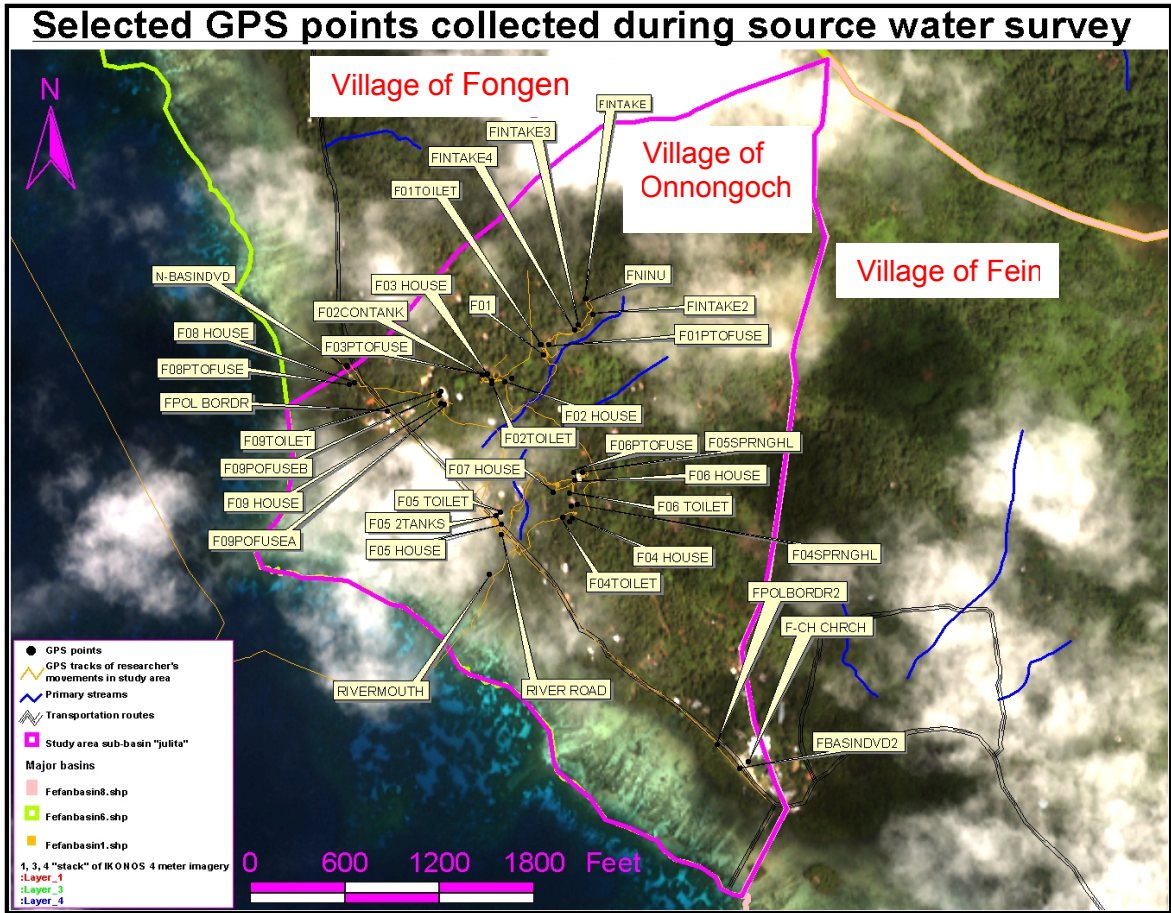 Selected GPS points collected during source water survey
N
Village of Fongen
Village of
Onnongoch
Village of Fein
FINTAKE
FINTAKE3
FINTAKE4
F01TOILET
N-BASINDVD
F03 HOUSE
F01
FNINU
F02CONTANK
FINTAKE2
F08 HOUSE
F03PTOFUSE
F01PTOFUSE
F08PTOFUSE
FPOL BORDR
F02 HOUSE
F09TOILET
F02TOILET
F06PTOFUSE
F05SPRNGHL
F09POFUSEB
F07 HOUSE
F06 HOUSE
F09 HOUSE
F05 TOILET
F06 TOILET
F05 2TANKS
F09POFUSEA
F05 HOUSE
F04 HOUSE
F04SPRNGHL
F04TOILET
FPOLBORDR2
F-CH CHRCH
RIVERMOUTH
RIVER ROAD
FBASINDVD2
GPS points
GPS tracks of researcher's
movements in study area
Primary streams
Transportation routes
Study area sub-basin "julita"
Major basins
Fefanbasin8.shp
Fefanbasin6.shp
Fefanbasin1.shp
1, 3, 4 "stack" of IKONOS 4 meter imagery
:Layer_1
:Layer_3
:Layer_4
0 600 1200 1800 Feet